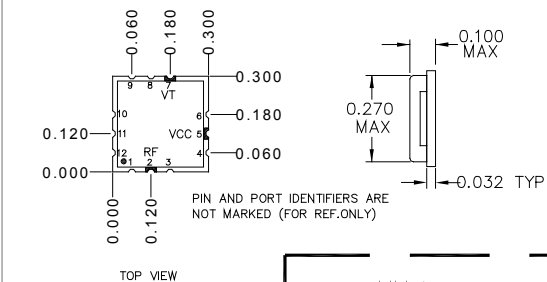 0.060
0.180
0.300
0.100
MAX
9
8
7
VT
0.300
10
6
0.180
0.270
MAX
0.120
11
VCC
5
12
RF
4
0.060
0.000
1
2
3
0.032 TYP
PIN AND PORT IDENTIFIERS ARE
NOT MARKED (FOR REF.ONLY)
0.000
0.120
TOP VIEW